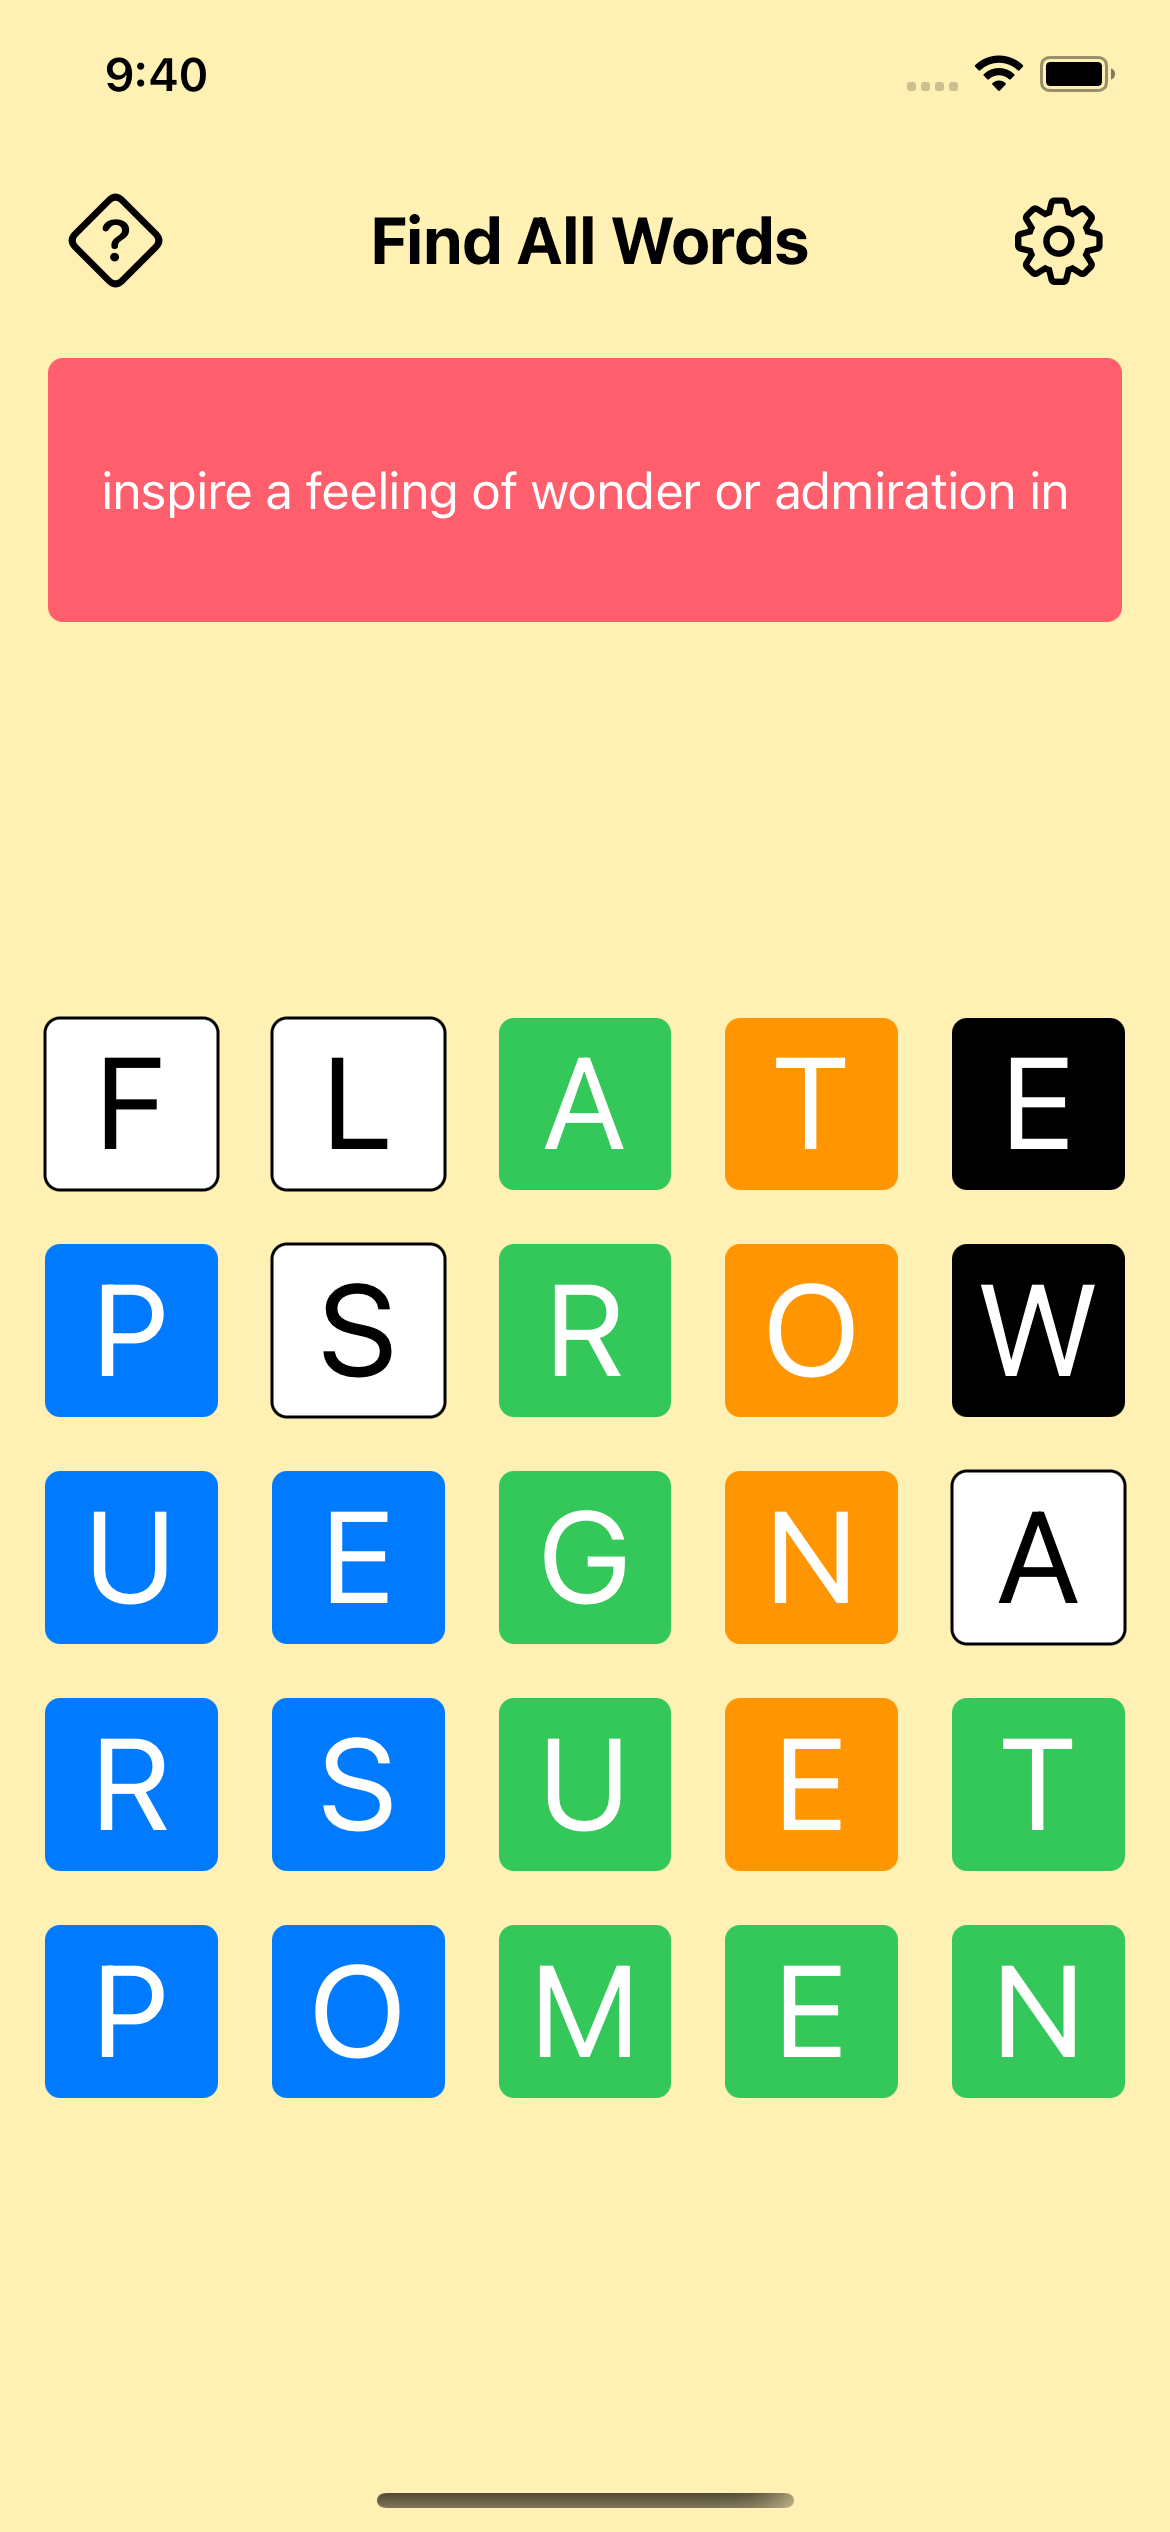 9:40
?
Find All Words
inspire a feeling of wonder or admiration in
F L A T E
P S R O W
U E G N A
R S U E T
P O M E N